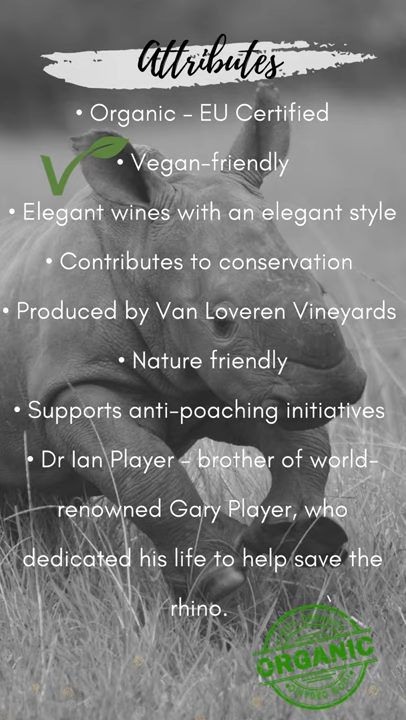 Attributes
• Organic - EU Certified
• Vegan-friendly
• Elegant wines with an elegant style
• Contributes to conservation
• Produced by Van Loveren Vineyards
• Nature friendly
• Supports anti-poaching initiatives
• Dr Ian Player - brother of world-
renowned Gary Player, who
dedicated his life to help save the
rhino.
ORGANIC